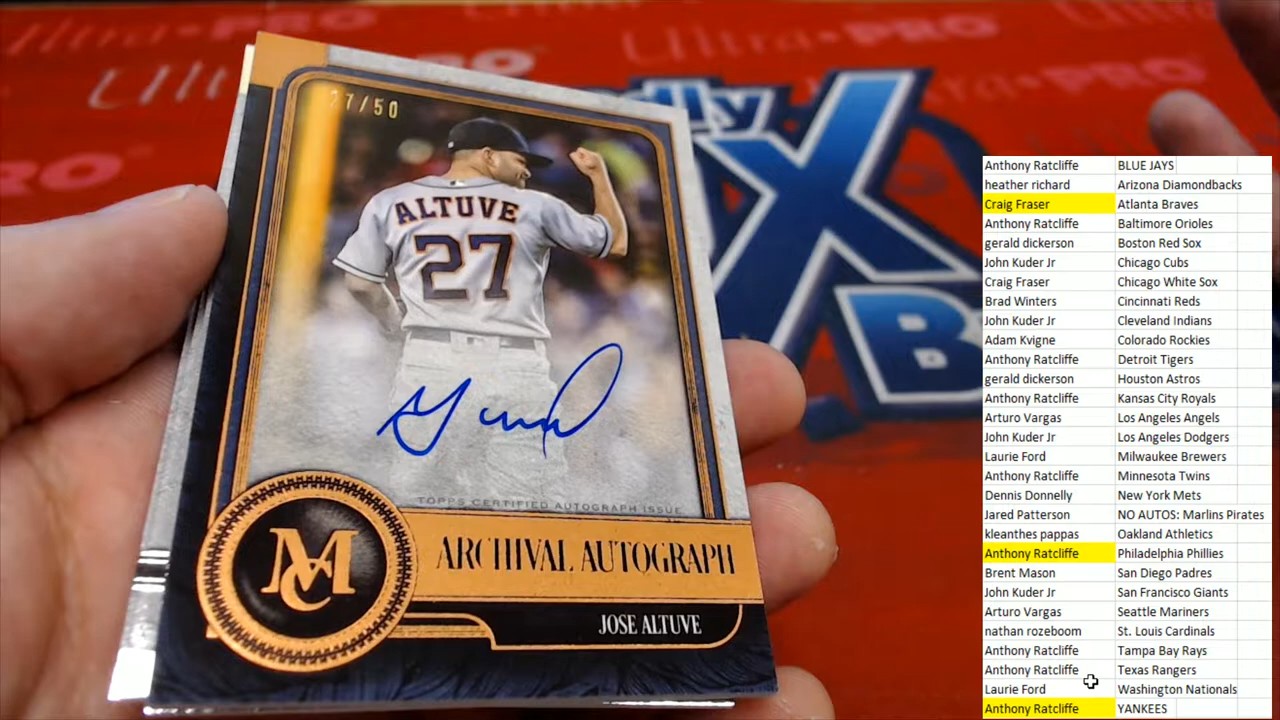 Ultra·PRO
Ultra·PRO
PRO
27/50
ALTUVE
27
TOPPS CERTIFIED AUTOGRAPH ISSUE
MC
ARCHIVAL AUTOGRAPH
JOSE ALTUVE
B
Anthony Ratcliffe BLUE JAYS
heather richard Arizona Diamondbacks
Craig Fraser Atlanta Braves
Anthony Ratcliffe Baltimore Orioles
gerald dickerson Boston Red Sox
John Kuder Jr Chicago Cubs
Craig Fraser Chicago White Sox
Brad Winters Cincinnati Reds
John Kuder Jr Cleveland Indians
Adam Kvigne Colorado Rockies
Anthony Ratcliffe Detroit Tigers
gerald dickerson Houston Astros
Anthony Ratcliffe Kansas City Royals
Arturo Vargas Los Angeles Angels
John Kuder Jr Los Angeles Dodgers
Laurie Ford Milwaukee Brewers
Anthony Ratcliffe Minnesota Twins
Dennis Donnelly New York Mets
Jared Patterson NO AUTOS: Marlins Pirates
kleanthes pappas Oakland Athletics
Anthony Ratcliffe Philadelphia Phillies
Brent Mason San Diego Padres
John Kuder Jr San Francisco Giants
Arturo Vargas Seattle Mariners
nathan rozeboom St. Louis Cardinals
Anthony Ratcliffe Tampa Bay Rays
Anthony Ratcliffe Texas Rangers
Laurie Ford Washington Nationals
Anthony Ratcliffe YANKEES